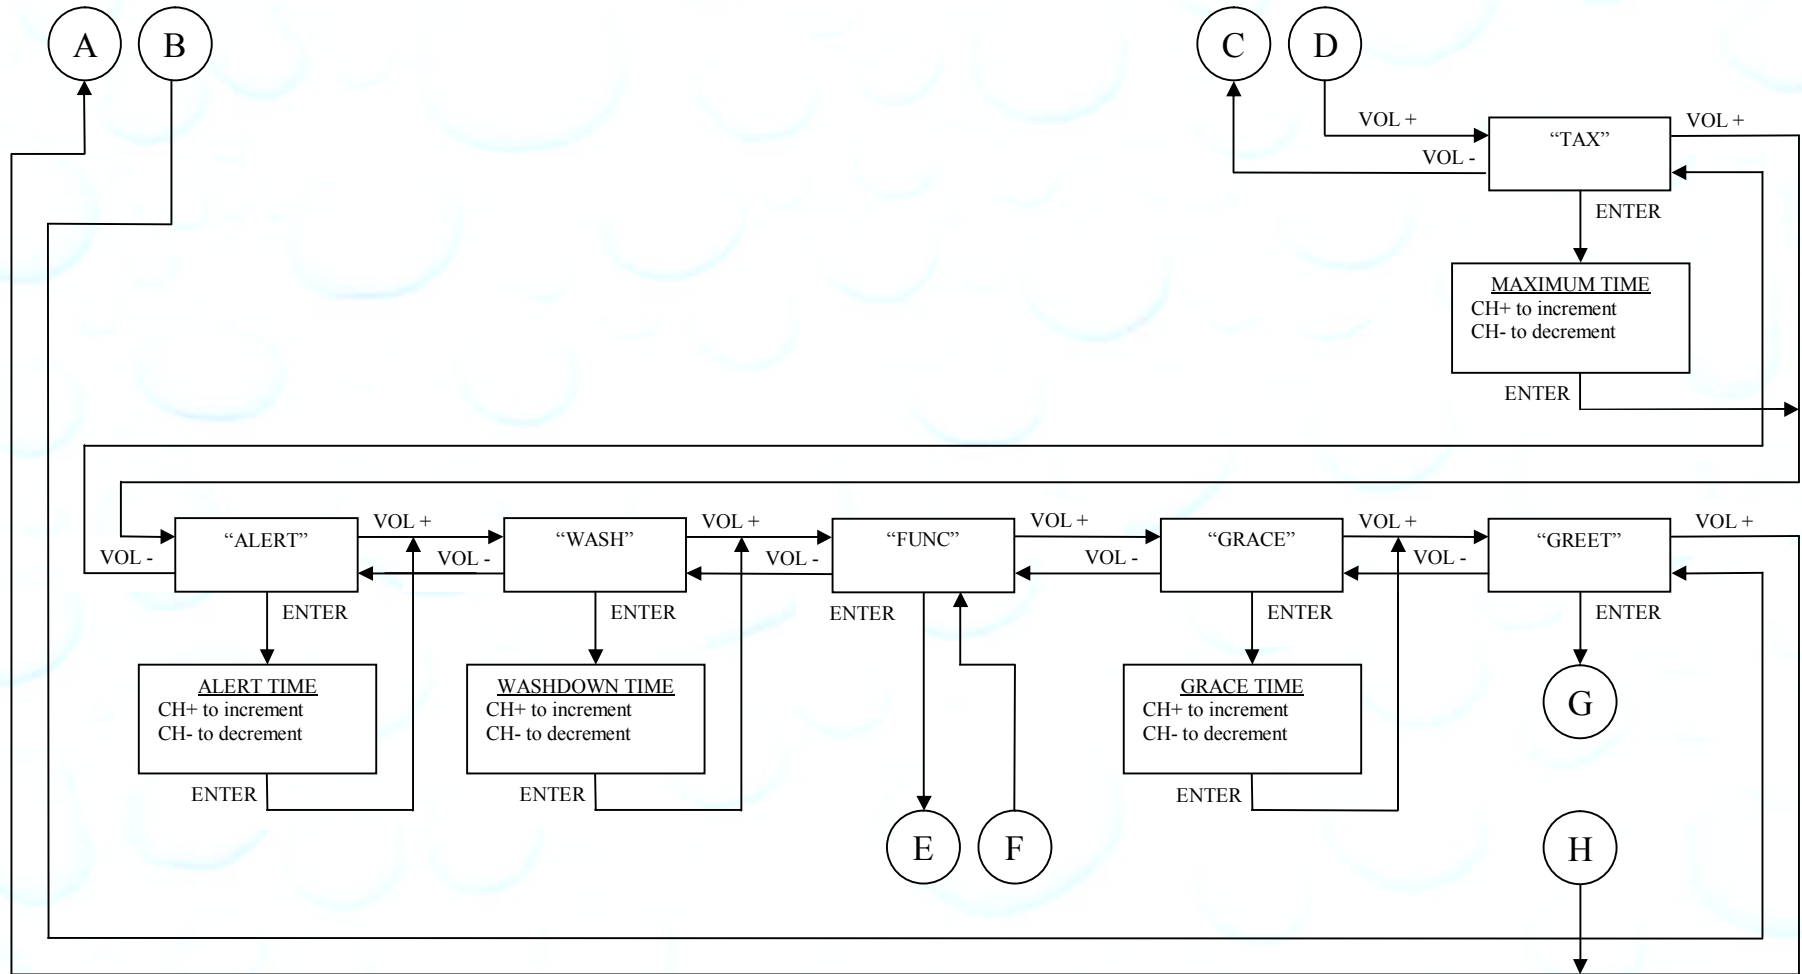 A B C D
VOL +
“TAX”
VOL +
VOL -
ENTER
MAXIMUM TIME
CH+ to increment
CH- to decrement
ENTER
“ALERT”
VOL +
“WASH”
VOL +
“FUNC”
VOL +
“GRACE”
VOL +
“GREET”
VOL +
VOL -
VOL -
VOL -
VOL -
VOL -
ENTER
ENTER
ENTER
ENTER
ENTER
ALERT TIME
CH+ to increment
CH- to decrement
WASHDOWN TIME
CH+ to increment
CH- to decrement
GRACE TIME
CH+ to increment
CH- to decrement
G
ENTER
ENTER
ENTER
E
F
H